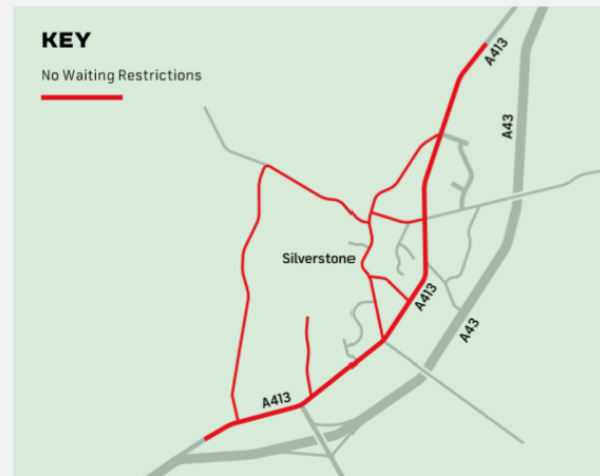 KEY
No Waiting Restrictions
A413
A43
Silverstone
A413
A43
A413